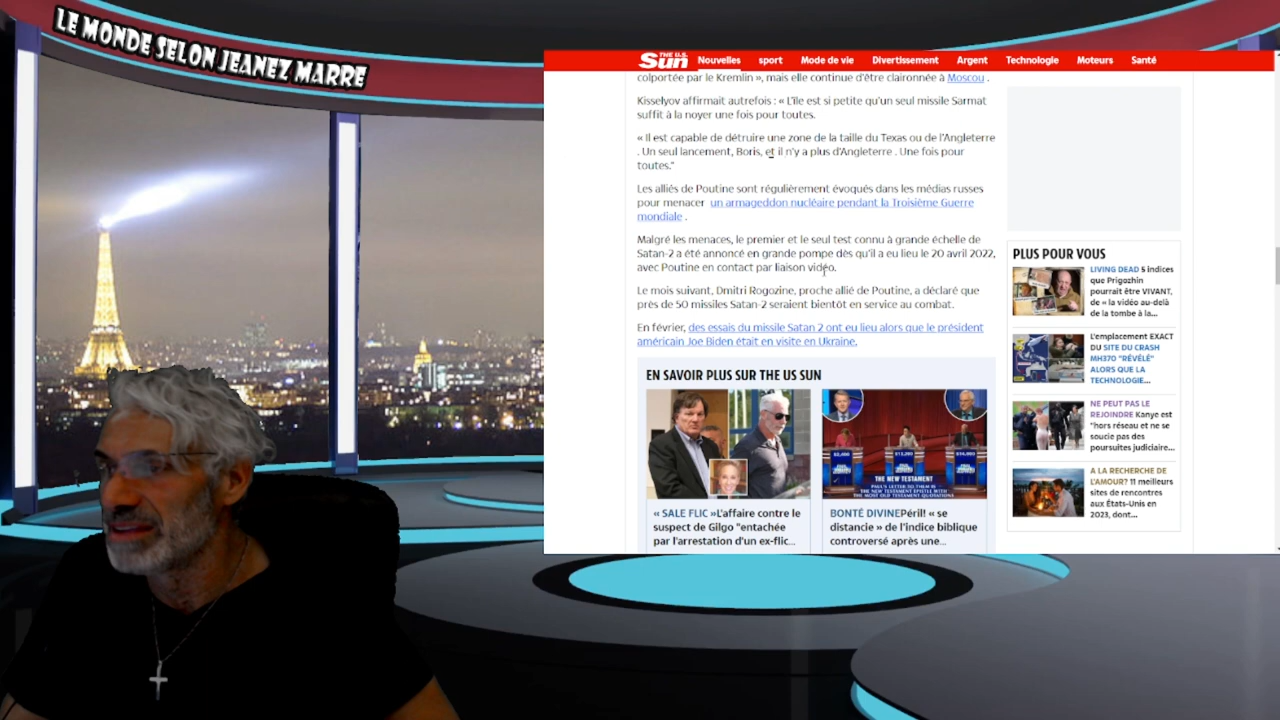 LE MONDE SELON JEANEZ MARRE
THE U.S. Sun Nouvelles sport Mode de vie Divertissement Argent Technologie Moteurs Santé
colportée par le Kremlin », mais elle continue d'être claironnée à Moscou .
Kisselyov affirmait autrefois : « L'île est si petite qu'un seul missile Sarmat
suffit à la noyer une fois pour toutes.
« Il est capable de détruire une zone de la taille du Texas ou de l'Angleterre
. Un seul lancement, Boris, et il n'y a plus d'Angleterre . Une fois pour
toutes."
Les alliés de Poutine sont régulièrement évoqués dans les médias russes
pour menacer un armageddon nucléaire pendant la Troisième Guerre
mondiale .
Malgré les menaces, le premier et le seul test connu à grande échelle de
Satan-2 a été annoncé en grande pompe dès qu'il a eu lieu le 20 avril 2022,
avec Poutine en contact par liaison vidéo.
Le mois suivant, Dmitri Rogozine, proche allié de Poutine, a déclaré que
près de 50 missiles Satan-2 seraient bientôt en service au combat.
En février, des essais du missile Satan 2 ont eu lieu alors que le président
américain Joe Biden était en visite en Ukraine.
EN SAVOIR PLUS SUR THE US SUN
THE NEW TESTAMENT
« SALE FLIC »L'affaire contre le
suspect de Gilgo "entachée
par l'arrestation d'un ex-flic...
BONTÉ DIVINEPéril! « se
distancie » de l'indice biblique
controversé après une...
PLUS POUR VOUS
LIVING DEAD 5 indices
que Prigozhin
pourrait être VIVANT,
de « la vidéo au-delà
de la tombe à la...
L'emplacement EXACT
DU SITE DU CRASH
MH370 "RÉVÉLÉ"
ALORS QUE LA
TECHNOLOGIE...
NE PEUT PAS LE
REJOINDRE Kanye est
"hors réseau et ne se
soucie pas des
poursuites judiciaire...
A LA RECHERCHE DE
L'AMOUR? 11 meilleurs
sites de rencontres
aux États-Unis en
2023, dont...